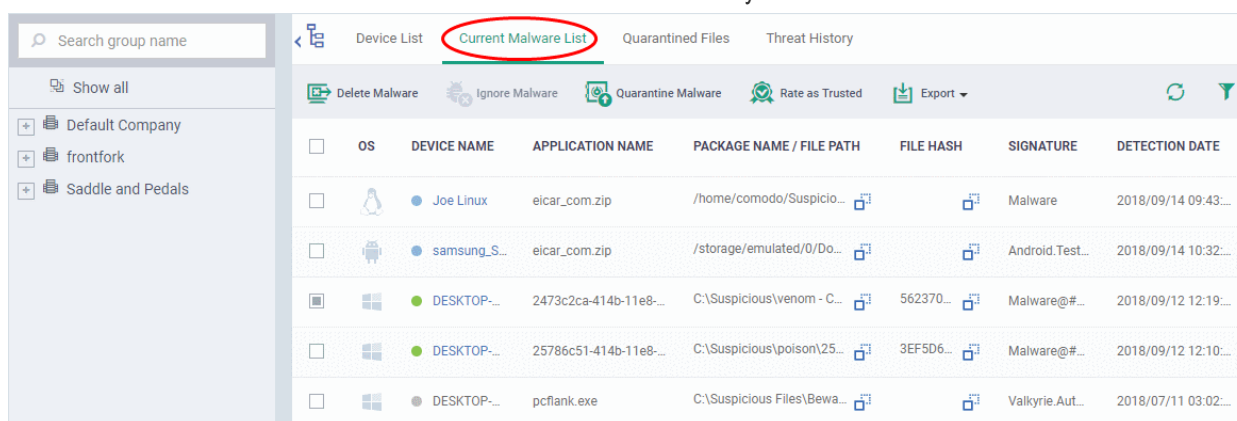 Search group name
Show all
Default Company
frontfork
Saddle and Pedals
Device List Current Malware List Quarantined Files Threat History
Delete Malware Ignore Malware Quarantine Malware Rate as Trusted Export
OS DEVICE NAME APPLICATION NAME PACKAGE NAME / FILE PATH FILE HASH SIGNATURE DETECTION DATE
Joe Linux eicar_com.zip /home/comodo/Suspicio... Malware 2018/09/14 09:43:...
samsung_S... eicar_com.zip /storage/emulated/0/Do... Android.Test... 2018/09/14 10:32:...
DESKTOP-... 2473c2ca-414b-11e8-... C:\Suspicious\venom - C... 562370... Malware@#... 2018/09/12 12:19:...
DESKTOP-... 25786c51-414b-11e8-... C:\Suspicious\poison\25... 3EF5D6... Malware@#... 2018/09/12 12:10:...
DESKTOP-... pcflank.exe C:\Suspicious Files\Bewa... Valkyrie.Aut... 2018/07/11 03:02:...